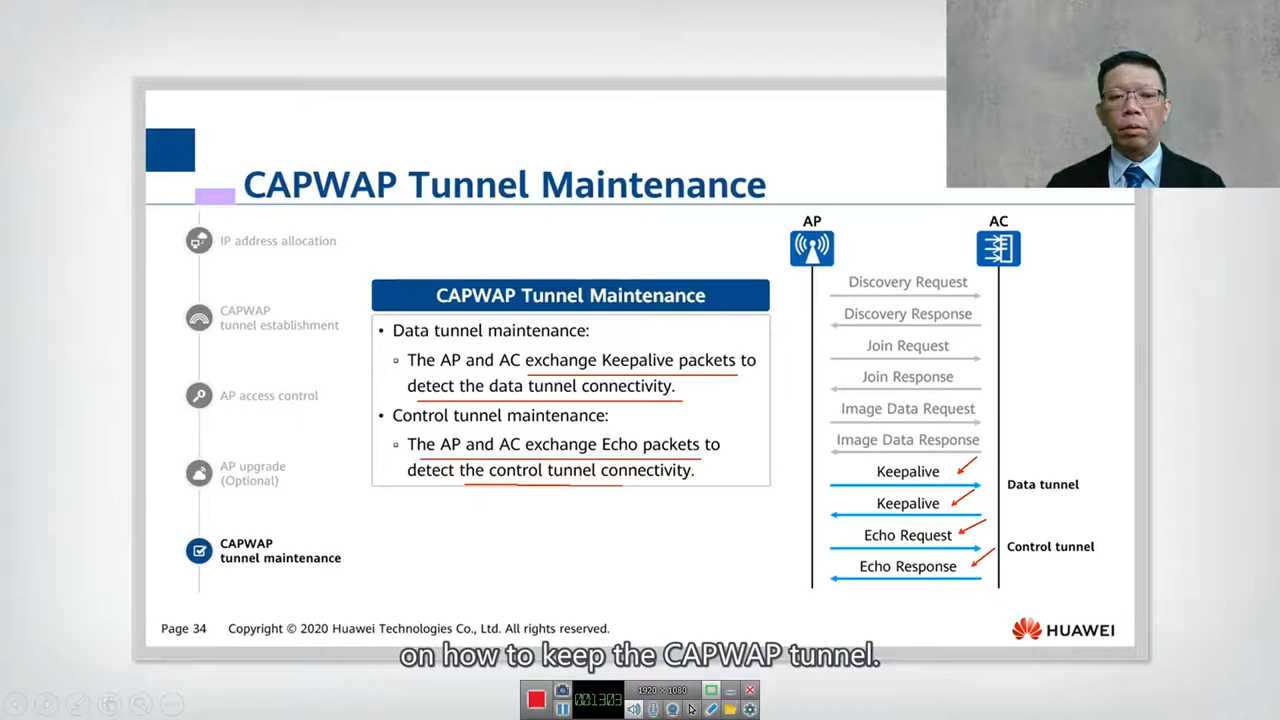 CAPWAP Tunnel Maintenance
IP address allocation
CAPWAP
tunnel establishment
AP access control
AP upgrade
(Optional)
CAPWAP
tunnel maintenance
CAPWAP Tunnel Maintenance
• Data tunnel maintenance:
▫ The AP and AC exchange Keepalive packets to
detect the data tunnel connectivity.
• Control tunnel maintenance:
▫ The AP and AC exchange Echo packets to
detect the control tunnel connectivity.
AP
AC
Discovery Request
Discovery Response
Join Request
Join Response
Image Data Request
Image Data Response
Keepalive
Data tunnel
Keepalive
Echo Request
Control tunnel
Echo Response
Page 34
Copyright © 2020 Huawei Technologies Co., Ltd. All rights reserved.
HUAWEI
on how to keep the CAPWAP tunnel.
00:13:03
1920 × 1080